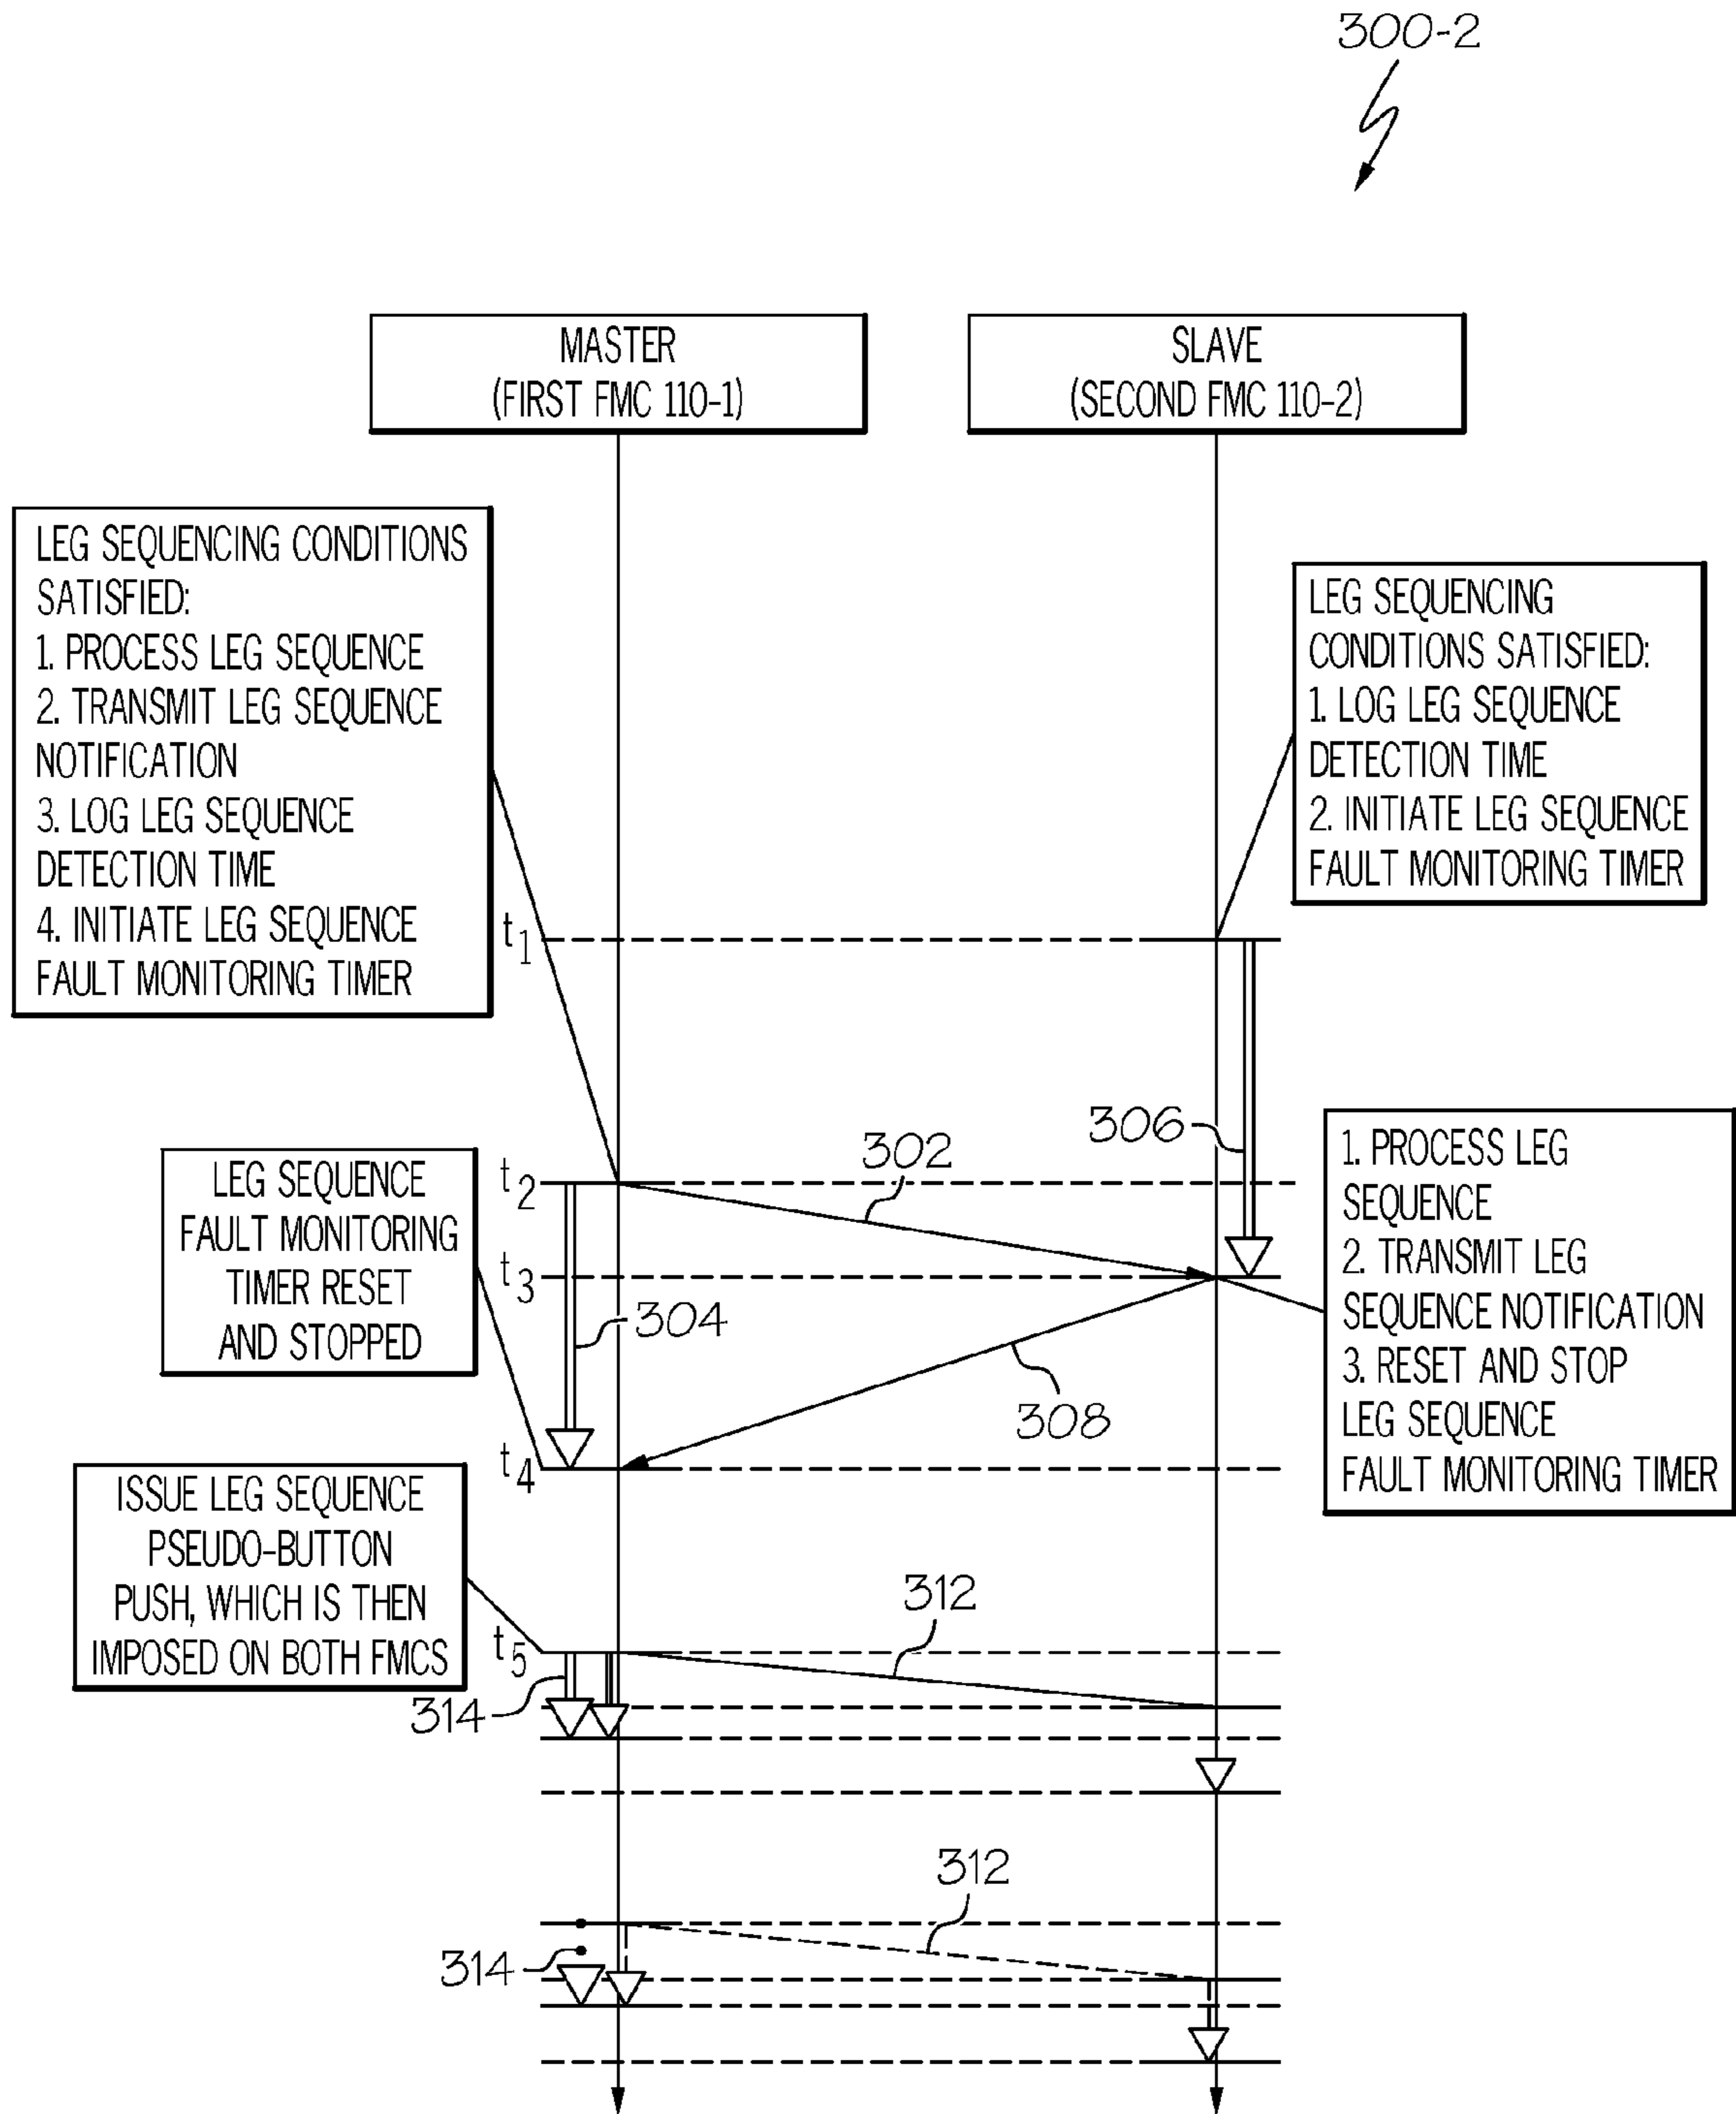 300-2
MASTER
(FIRST FMC 110-1)
SLAVE
(SECOND FMC 110-2)
LEG SEQUENCING CONDITIONS
SATISFIED:
1. PROCESS LEG SEQUENCE
2. TRANSMIT LEG SEQUENCE
NOTIFICATION
3. LOG LEG SEQUENCE
DETECTION TIME
4. INITIATE LEG SEQUENCE
FAULT MONITORING TIMER
LEG SEQUENCING
CONDITIONS SATISFIED:
1. LOG LEG SEQUENCE
DETECTION TIME
2. INITIATE LEG SEQUENCE
FAULT MONITORING TIMER
t1
306
302
t2
LEG SEQUENCE
FAULT MONITORING
TIMER RESET
AND STOPPED
1. PROCESS LEG
SEQUENCE
2. TRANSMIT LEG
SEQUENCE NOTIFICATION
3. RESET AND STOP
LEG SEQUENCE
FAULT MONITORING TIMER
t3
304
308
t4
ISSUE LEG SEQUENCE
PSEUDO-BUTTON
PUSH, WHICH IS THEN
IMPOSED ON BOTH FMCS
312
t5
314
312
314